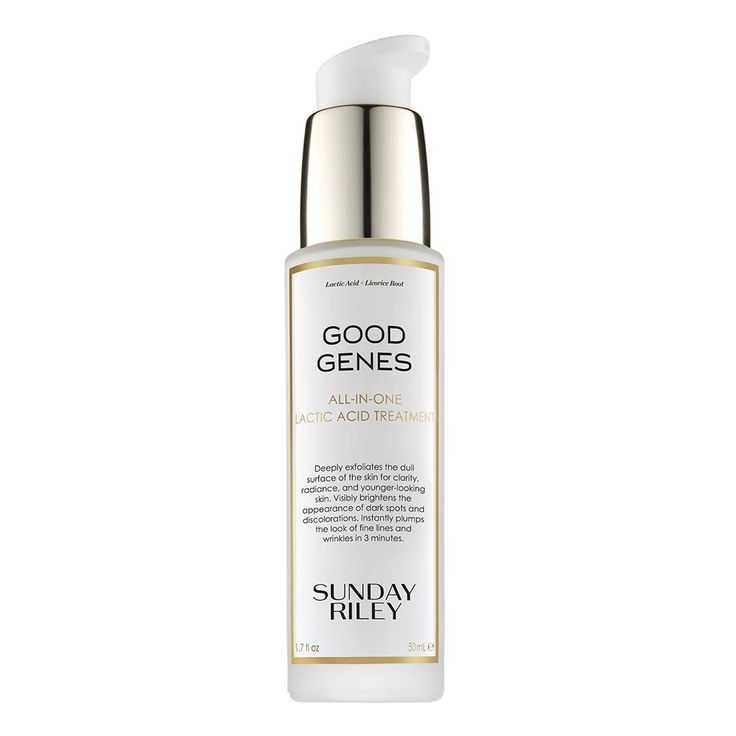 Lactic Acid + Licorice Root
GOOD
GENES
ALL-IN-ONE
LACTIC ACID TREATMENT
Deeply exfoliates the dull
surface of the skin for clarity,
radiance, and younger-looking
skin. Visibly brightens the
appearance of dark spots and
discolorations. Instantly plumps
the look of fine lines and
wrinkles in 3 minutes.
SUNDAY
RILEY
1.7 fl oz 50mL ℮